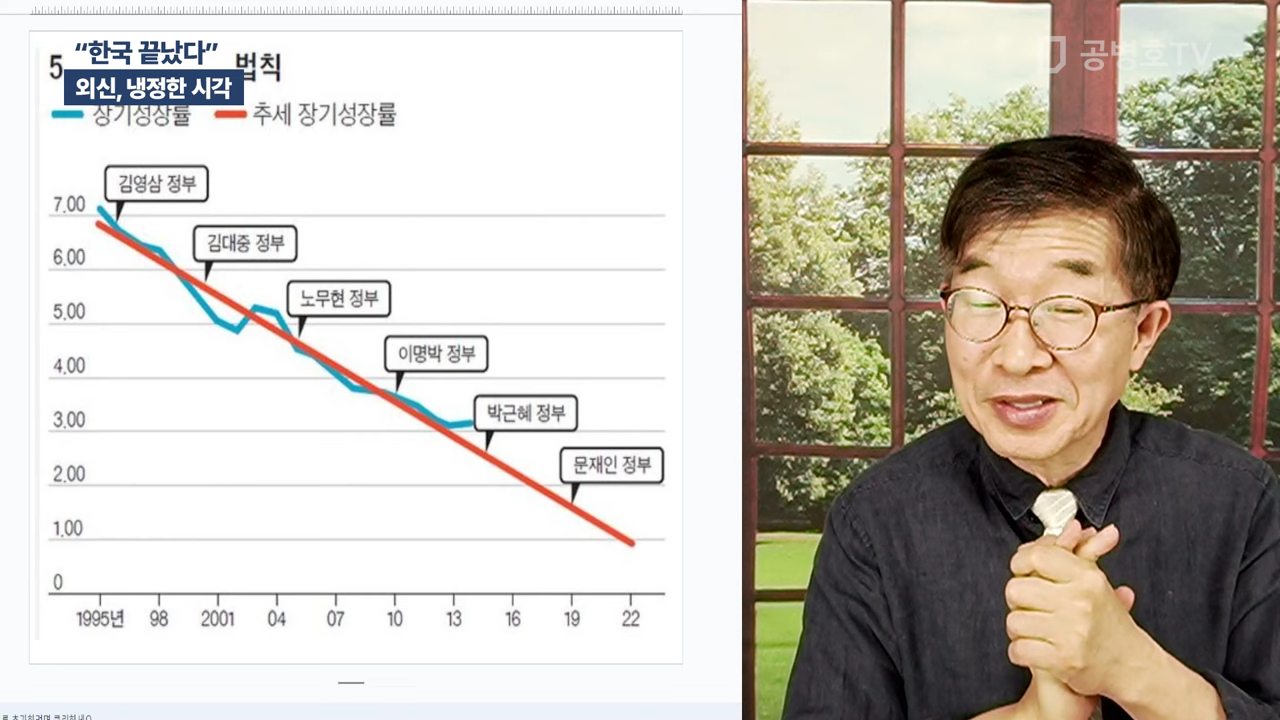 “한국 끝났다”
외신, 냉정한 시각
5
법칙
장기성장률
추세 장기성장률
김영삼 정부
김대중 정부
노무현 정부
이명박 정부
박근혜 정부
문재인 정부
7.00
6.00
5.00
4.00
3.00
2.00
1.00
0
1995년 98 2001 04 07 10 13 16 19 22
공병호TV